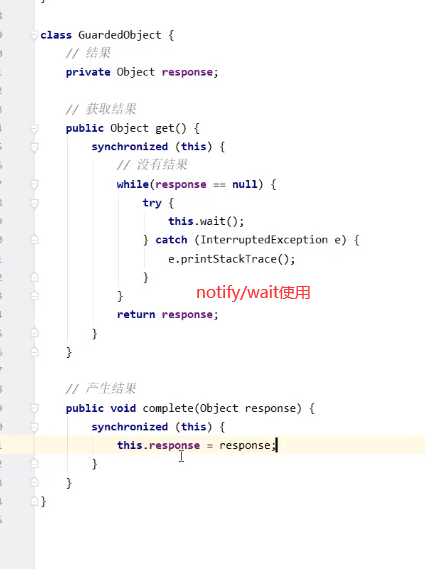 class GuardedObject {
// 结果
private Object response;
// 获取结果
public Object get() {
synchronized (this) {
// 没有结果
while(response == null) {
try {
this.wait();
} catch (InterruptedException e) {
e.printStackTrace();
}
}
notify/wait使用
return response;
}
}
// 产生结果
public void complete(Object response) {
synchronized (this) {
this.response = response;
}
}
}